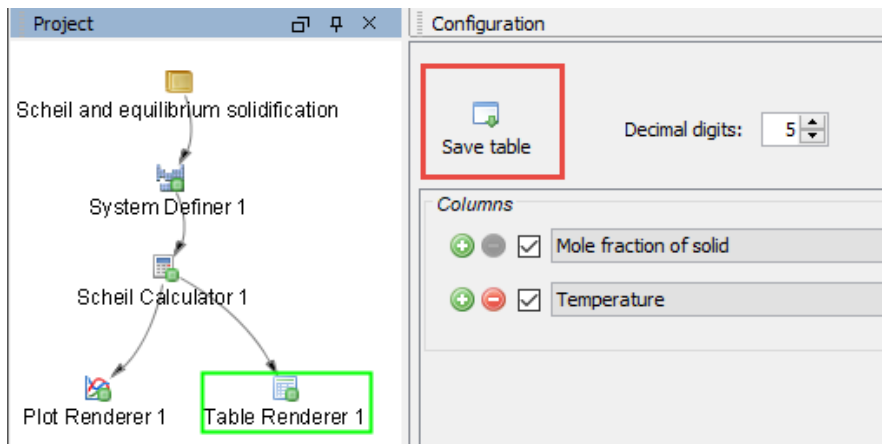 Project
Scheil and equilibrium solidification
System Definer 1
Scheil Calculator 1
Plot Renderer 1
Table Renderer 1
Configuration
Save table
Decimal digits: 5
Columns
Mole fraction of solid
Temperature